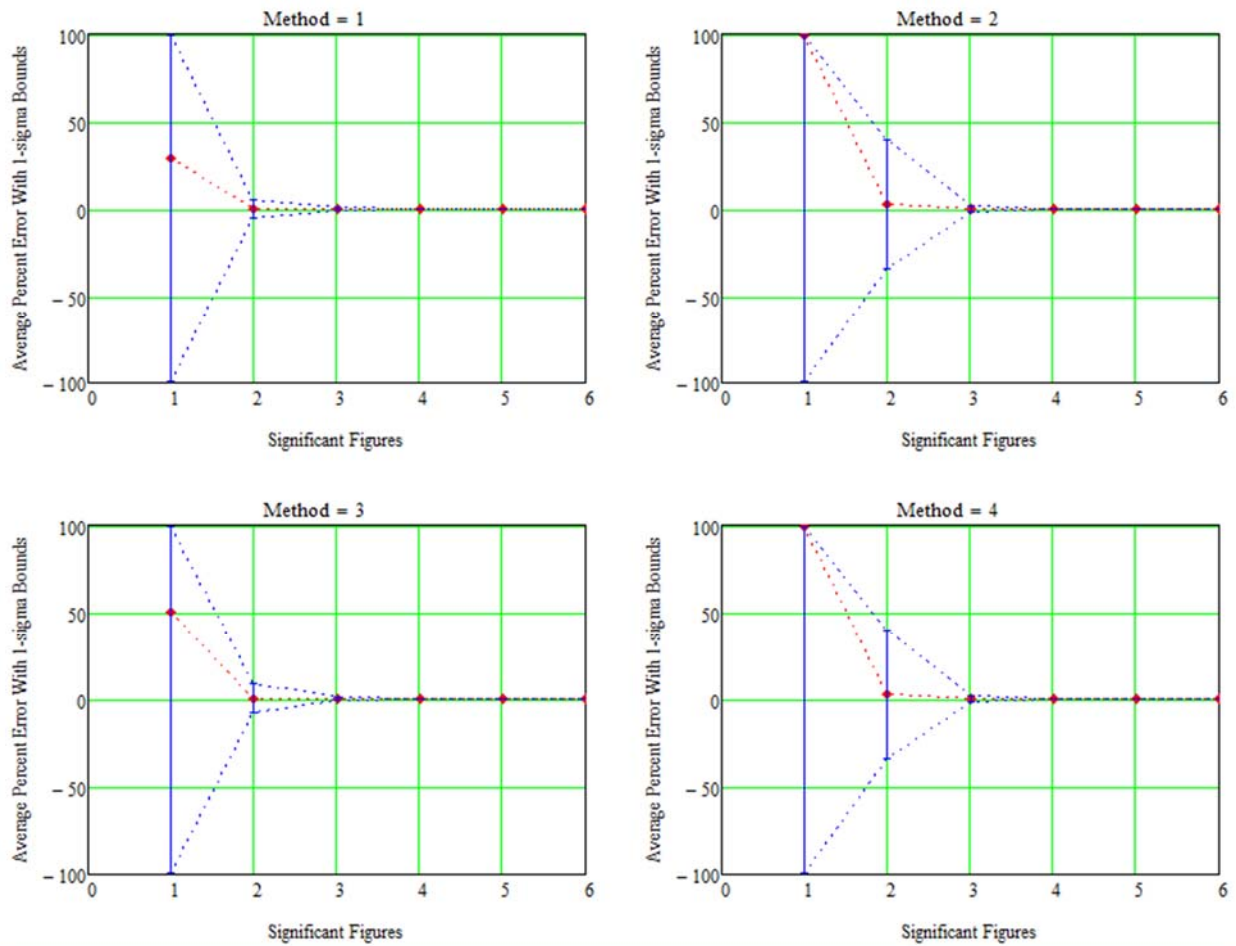 Method = 1
Average Percent Error With 1-sigma Bounds
100
50
0
– 50
– 100
0 1 2 3 4 5 6
Significant Figures
Method = 2
Average Percent Error With 1-sigma Bounds
100
50
0
– 50
– 100
0 1 2 3 4 5 6
Significant Figures
Method = 3
Average Percent Error With 1-sigma Bounds
100
50
0
– 50
– 100
0 1 2 3 4 5 6
Significant Figures
Method = 4
Average Percent Error With 1-sigma Bounds
100
50
0
– 50
– 100
0 1 2 3 4 5 6
Significant Figures